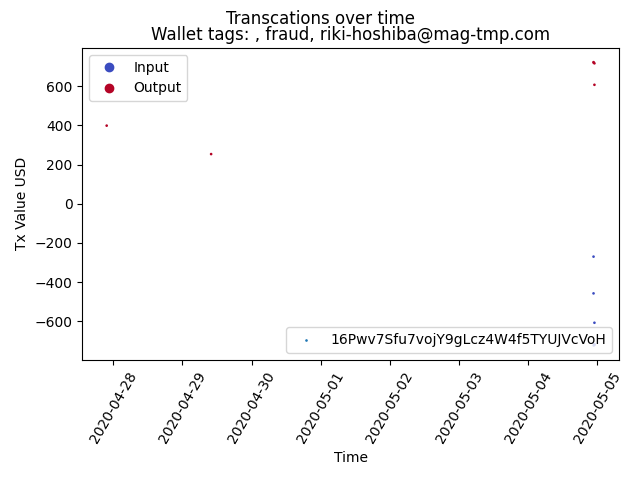 Transcations over time
Wallet tags: , fraud, riki-hoshiba@mag-tmp.com
Input
Output
600
400
200
0
−200
−400
−600
Tx Value USD
16Pwv7Sfu7vojY9gLcz4W4f5TYUJVcVoH
2020-04-28
2020-04-29
2020-04-30
2020-05-01
2020-05-02
2020-05-03
2020-05-04
2020-05-05
Time